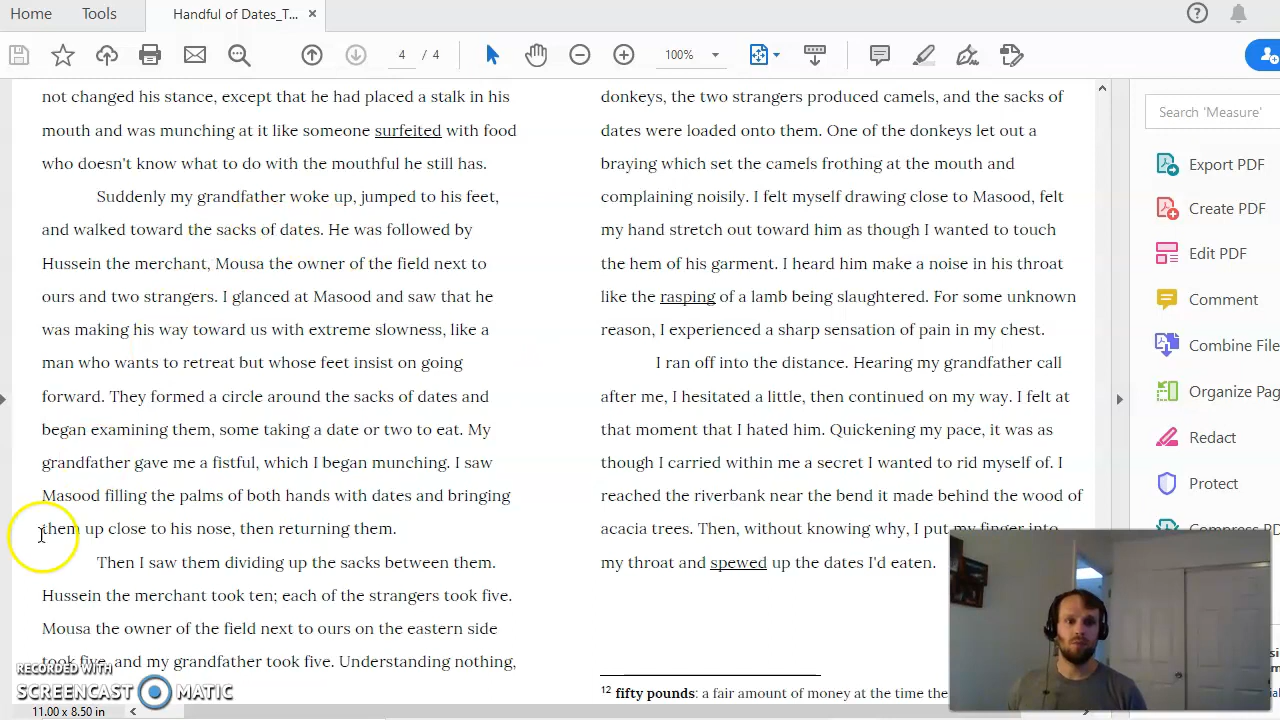 Home
Tools
Handful of Dates_T...
4 / 4
100%
not changed his stance, except that he had placed a stalk in his
mouth and was munching at it like someone surfeited with food
who doesn't know what to do with the mouthful he still has.
Suddenly my grandfather woke up, jumped to his feet,
and walked toward the sacks of dates. He was followed by
Hussein the merchant, Mousa the owner of the field next to
ours and two strangers. I glanced at Masood and saw that he
was making his way toward us with extreme slowness, like a
man who wants to retreat but whose feet insist on going
forward. They formed a circle around the sacks of dates and
began examining them, some taking a date or two to eat. My
grandfather gave me a fistful, which I began munching. I saw
Masood filling the palms of both hands with dates and bringing
them up close to his nose, then returning them.
Then I saw them dividing up the sacks between them.
Hussein the merchant took ten; each of the strangers took five.
Mousa the owner of the field next to ours on the eastern side
took five, and my grandfather took five. Understanding nothing,
donkeys, the two strangers produced camels, and the sacks of
dates were loaded onto them. One of the donkeys let out a
braying which set the camels frothing at the mouth and
complaining noisily. I felt myself drawing close to Masood, felt
my hand stretch out toward him as though I wanted to touch
the hem of his garment. I heard him make a noise in his throat
like the rasping of a lamb being slaughtered. For some unknown
reason, I experienced a sharp sensation of pain in my chest.
I ran off into the distance. Hearing my grandfather call
after me, I hesitated a little, then continued on my way. I felt at
that moment that I hated him. Quickening my pace, it was as
though I carried within me a secret I wanted to rid myself of. I
reached the riverbank near the bend it made behind the wood of
acacia trees. Then, without knowing why, I put my finger into
my throat and spewed up the dates I'd eaten.
12 fifty pounds: a fair amount of money at the time the
Search 'Measure'
Export PDF
Create PDF
Edit PDF
Comment
Combine File
Organize Pag
Redact
Protect
Compress PD
RECORDED WITH
SCREENCAST MATIC
11.00 x 8.50 in